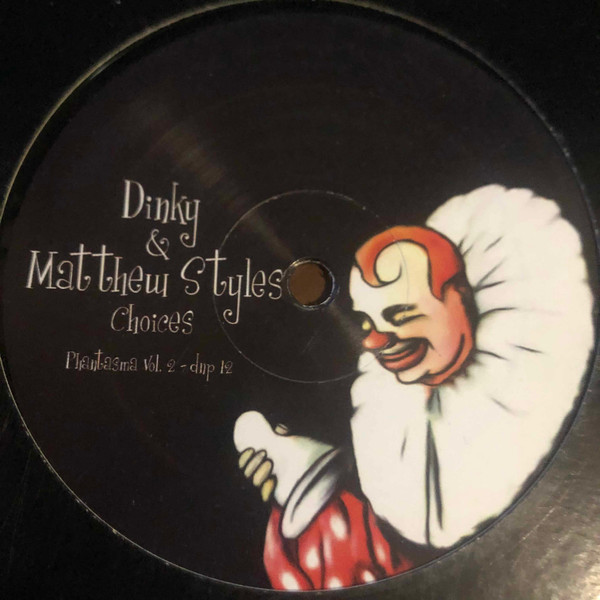 Dinky
&
Matthew Styles
Choices
Phantasma Vol. 2 - dnp 12